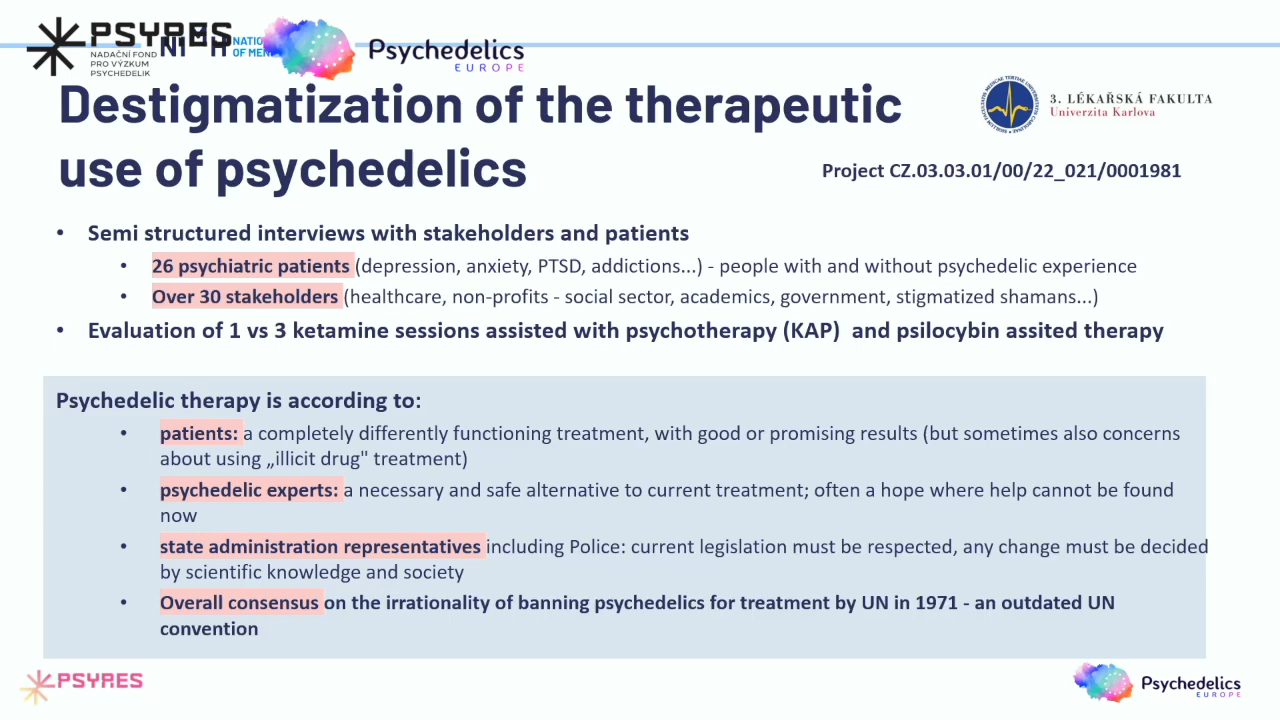 PSYRES
NADAČNÍ FOND
PRO VÝZKUM
PSYCHEDELIK
Psychedelics
EUROPE
Destigmatization of the therapeutic
use of psychedelics
3. LÉKAŘSKÁ FAKULTA
Univerzita Karlova
Project CZ.03.03.01/00/22_021/0001981
• Semi structured interviews with stakeholders and patients
• 26 psychiatric patients (depression, anxiety, PTSD, addictions...) - people with and without psychedelic experience
• Over 30 stakeholders (healthcare, non-profits - social sector, academics, government, stigmatized shamans...)
• Evaluation of 1 vs 3 ketamine sessions assisted with psychotherapy (KAP) and psilocybin assited therapy
Psychedelic therapy is according to:
• patients: a completely differently functioning treatment, with good or promising results (but sometimes also concerns
about using „illicit drug" treatment)
• psychedelic experts: a necessary and safe alternative to current treatment; often a hope where help cannot be found
now
• state administration representatives including Police: current legislation must be respected, any change must be decided
by scientific knowledge and society
• Overall consensus on the irrationality of banning psychedelics for treatment by UN in 1971 - an outdated UN
convention
PSYRES
Psychedelics
EUROPE